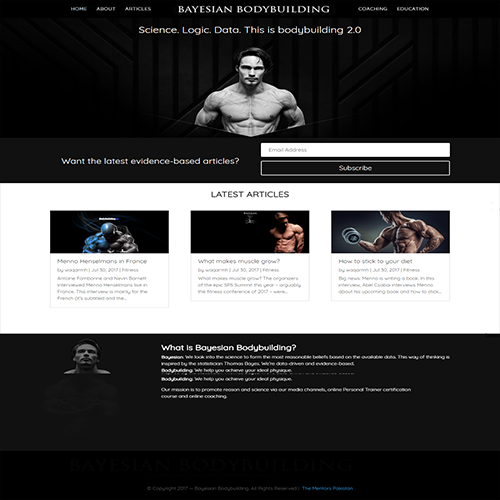 HOME ABOUT ARTICLES BAYESIAN BODYBUILDING COACHING EDUCATION
Science. Logic. Data. This is bodybuilding 2.0
Want the latest evidence-based articles?
Email Address
Subscribe
LATEST ARTICLES
Menno Henselmans in France
by waqarmh | Jul 30, 2017 | Fitness
Antoine Fombonne and Kevin Barnett
interviewed Menno Henselmans live in
France. This interview is mainly for the
French (it's subtitled and the...
What makes muscle grow?
by waqarmh | Jul 30, 2017 | Fitness
What makes muscle grow? The organizers
of the epic SFS Summit this year – arguably
the fitness conference of 2017 – were...
How to stick to your diet
by waqarmh | Jul 30, 2017 | Fitness
Big news: Menno is writing a book. In this
interview, Abel Csabai interviews Menno
about his upcoming book and how to stick...
What is Bayesian Bodybuilding?
Bayesian: We look into the science to form the most reasonable beliefs based on the available data. This way of thinking is
inspired by the statistician Thomas Bayes. We're data-driven and evidence-based.
Bodybuilding: We help you achieve your ideal physique.
Bodybuilding: We help you achieve your ideal physique.
Our mission is to promote reason and science via our media channels, online Personal Trainer certification
course and online coaching.
BAYESIAN BODYBUILDING
© Copyright 2017 — Bayesian Bodybuilding. All Rights Reserved | The Mentors Passion